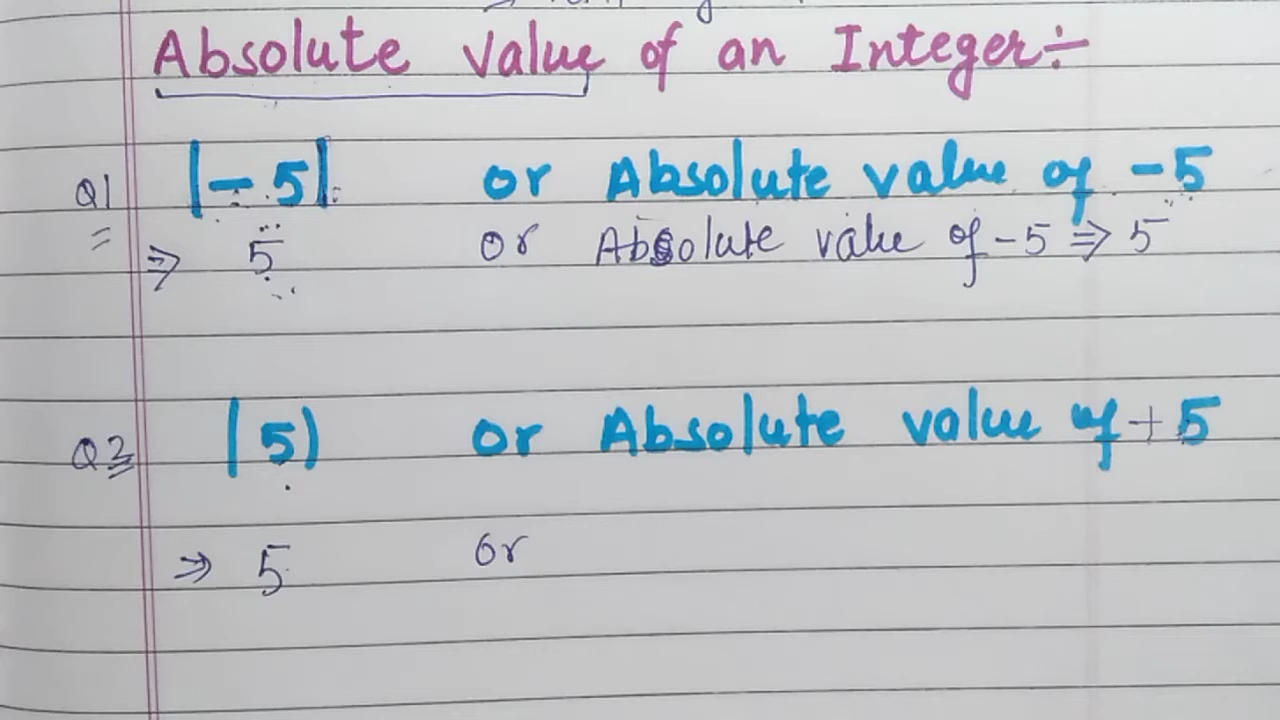 Absolute value of an Integer÷
Q1 |-5| or Absolute value of -5
⇒ 5 or Absolute value of -5 ⇒ 5
Q2 |5) or Absolute value of +5
⇒ 5 or